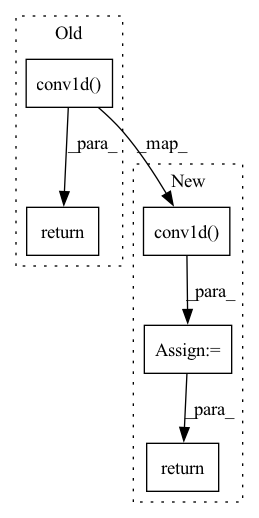 Old
conv1d()
_para_
_map_
New
return
conv1d()
_para_
Assign:=
_para_
return